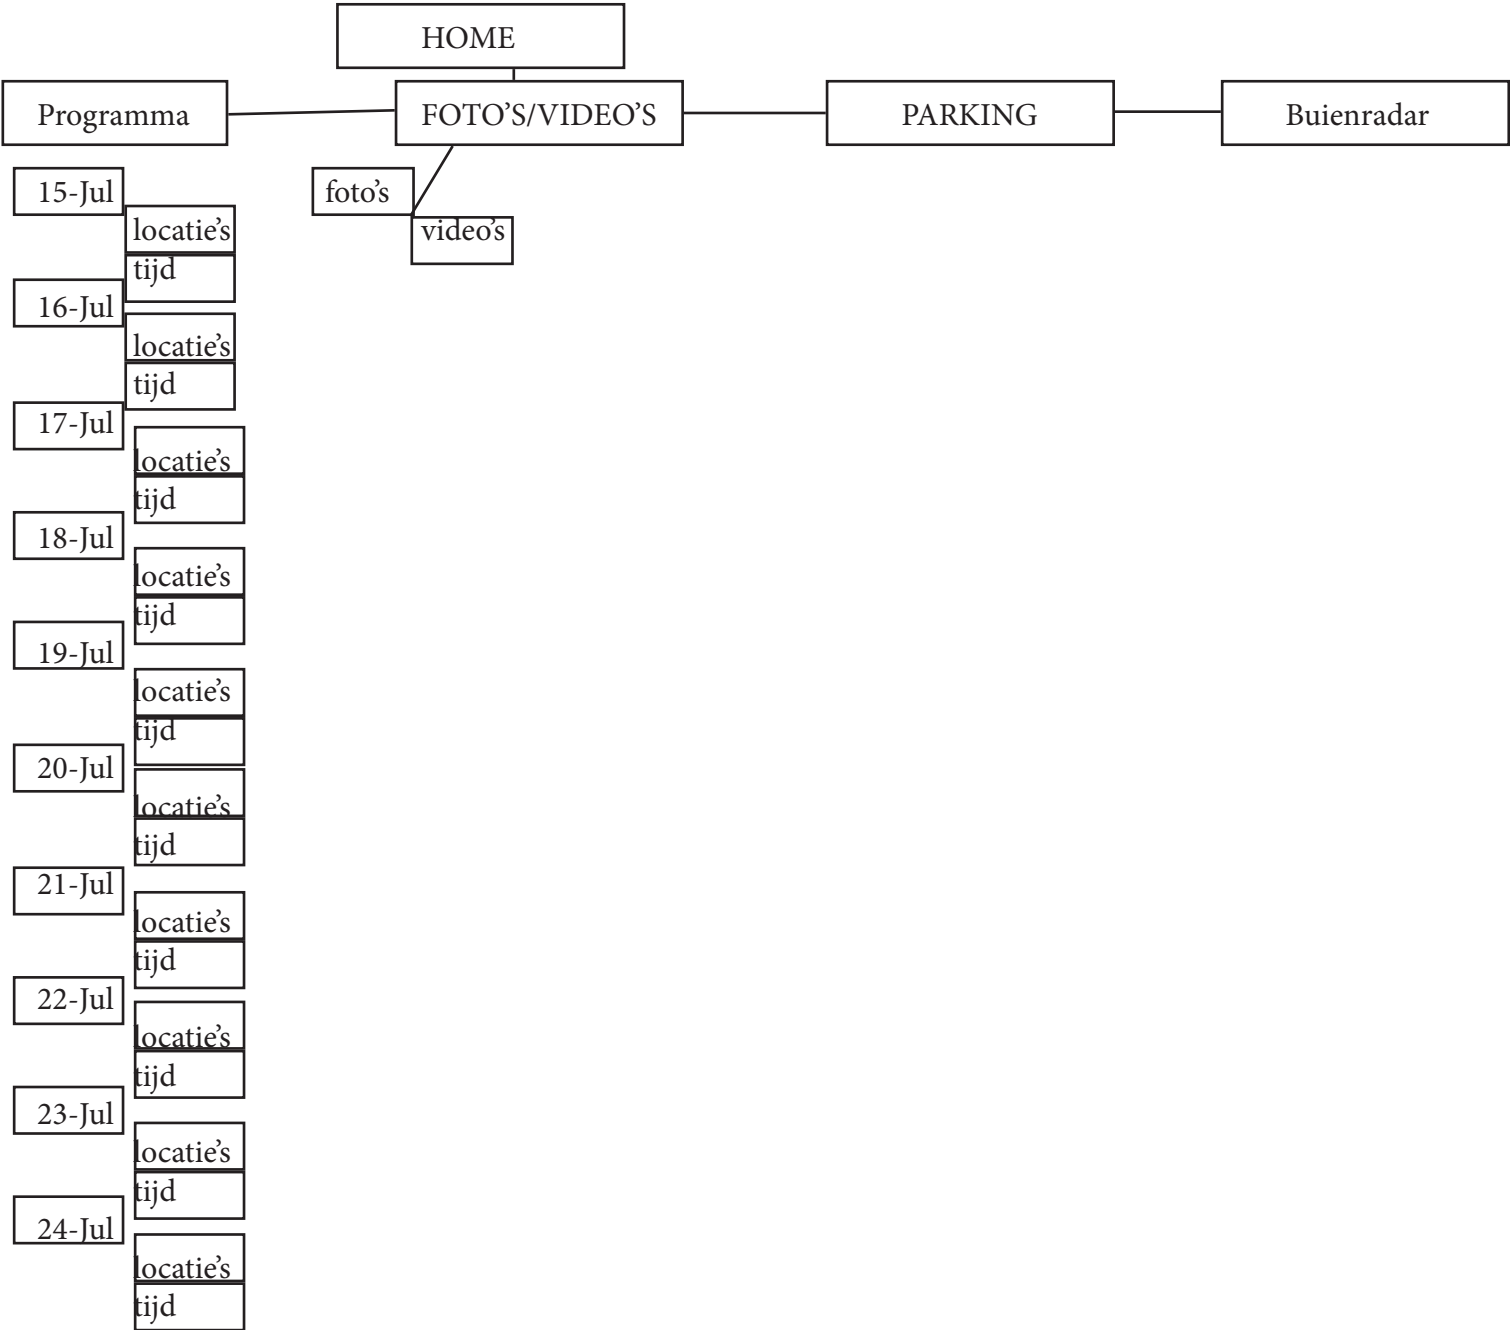 HOME
Programma
FOTO’S/VIDEO’S
PARKING
Buienradar
15-Jul
foto’s
locatie’s
video’s
tijd
16-Jul
locatie’s
tijd
17-Jul
locatie’s
tijd
18-Jul
locatie’s
tijd
19-Jul
locatie’s
tijd
20-Jul
locatie’s
tijd
21-Jul
locatie’s
tijd
22-Jul
locatie’s
tijd
23-Jul
locatie’s
tijd
24-Jul
locatie’s
tijd